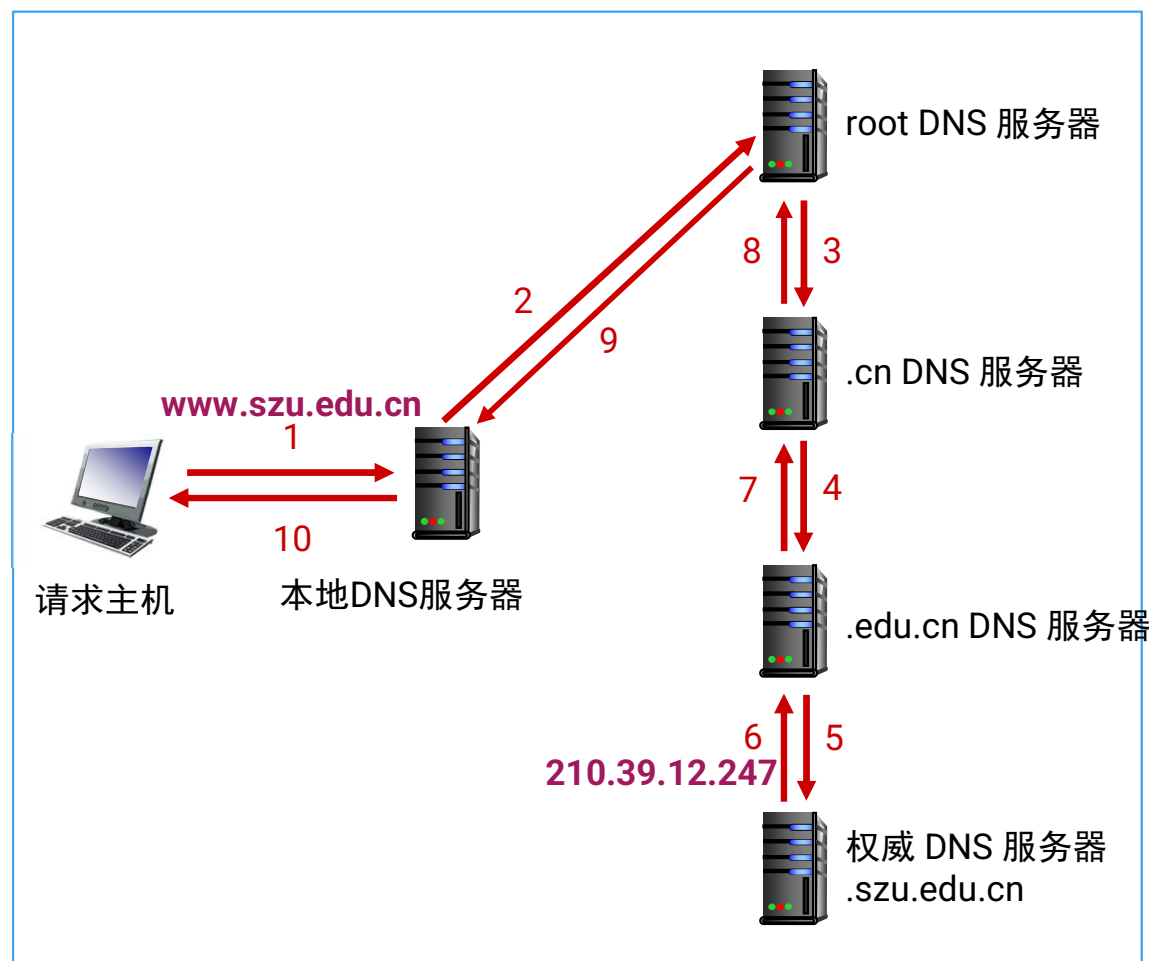 root DNS 服务器
8
3
2
9
.cn DNS 服务器
www.szu.edu.cn
1
7
4
10
请求主机
本地DNS服务器
.edu.cn DNS 服务器
6
5
210.39.12.247
权威 DNS 服务器
.szu.edu.cn